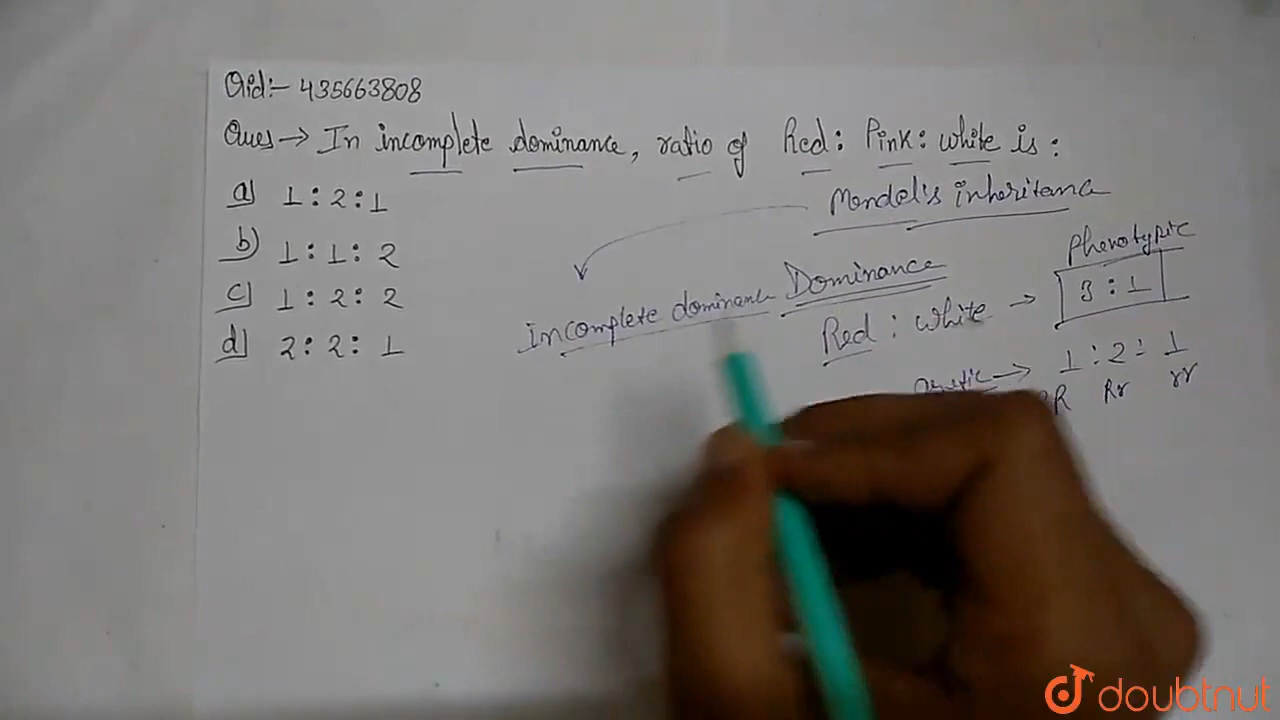 Qid:- 435663808
Ques → In incomplete dominance, ratio of Red : Pink : white is :
a) 1 : 2 : 1
b) 1 : 1 : 2
c) 1 : 2 : 2
d) 2 : 2 : 1
Mendel's inheritance
Phenotypic
Incomplete dominance Dominance
Red : white → 3 : 1
→ 1 : 2 : 1
Rr rr
doubtnut